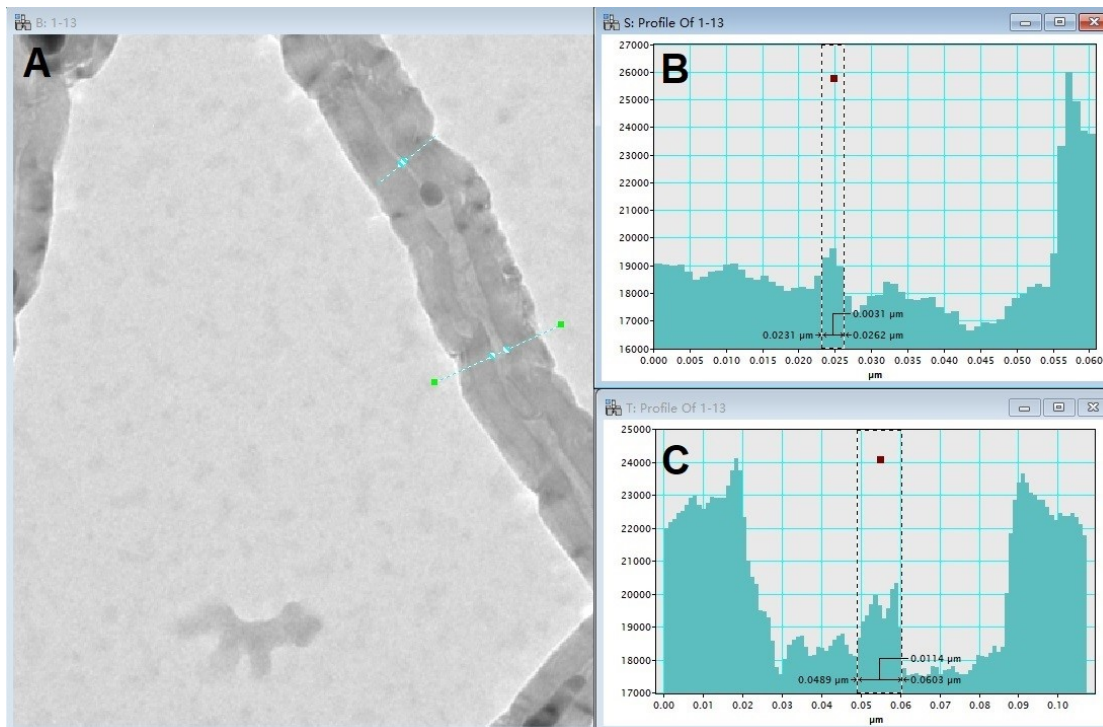 B: 1-13
A
S: Profile Of 1-13
B
27000
26000
25000
24000
23000
22000
21000
20000
19000
18000
17000
16000
0.0031 µm
0.0231 µm
0.0262 µm
0.000 0.005 0.010 0.015 0.020 0.025 0.030 0.035 0.040 0.045 0.050 0.055 0.060
µm
T: Profile Of 1-13
C
25000
24000
23000
22000
21000
20000
19000
18000
17000
0.0114 µm
0.0489 µm
0.0603 µm
0.00 0.01 0.02 0.03 0.04 0.05 0.06 0.07 0.08 0.09 0.10
µm